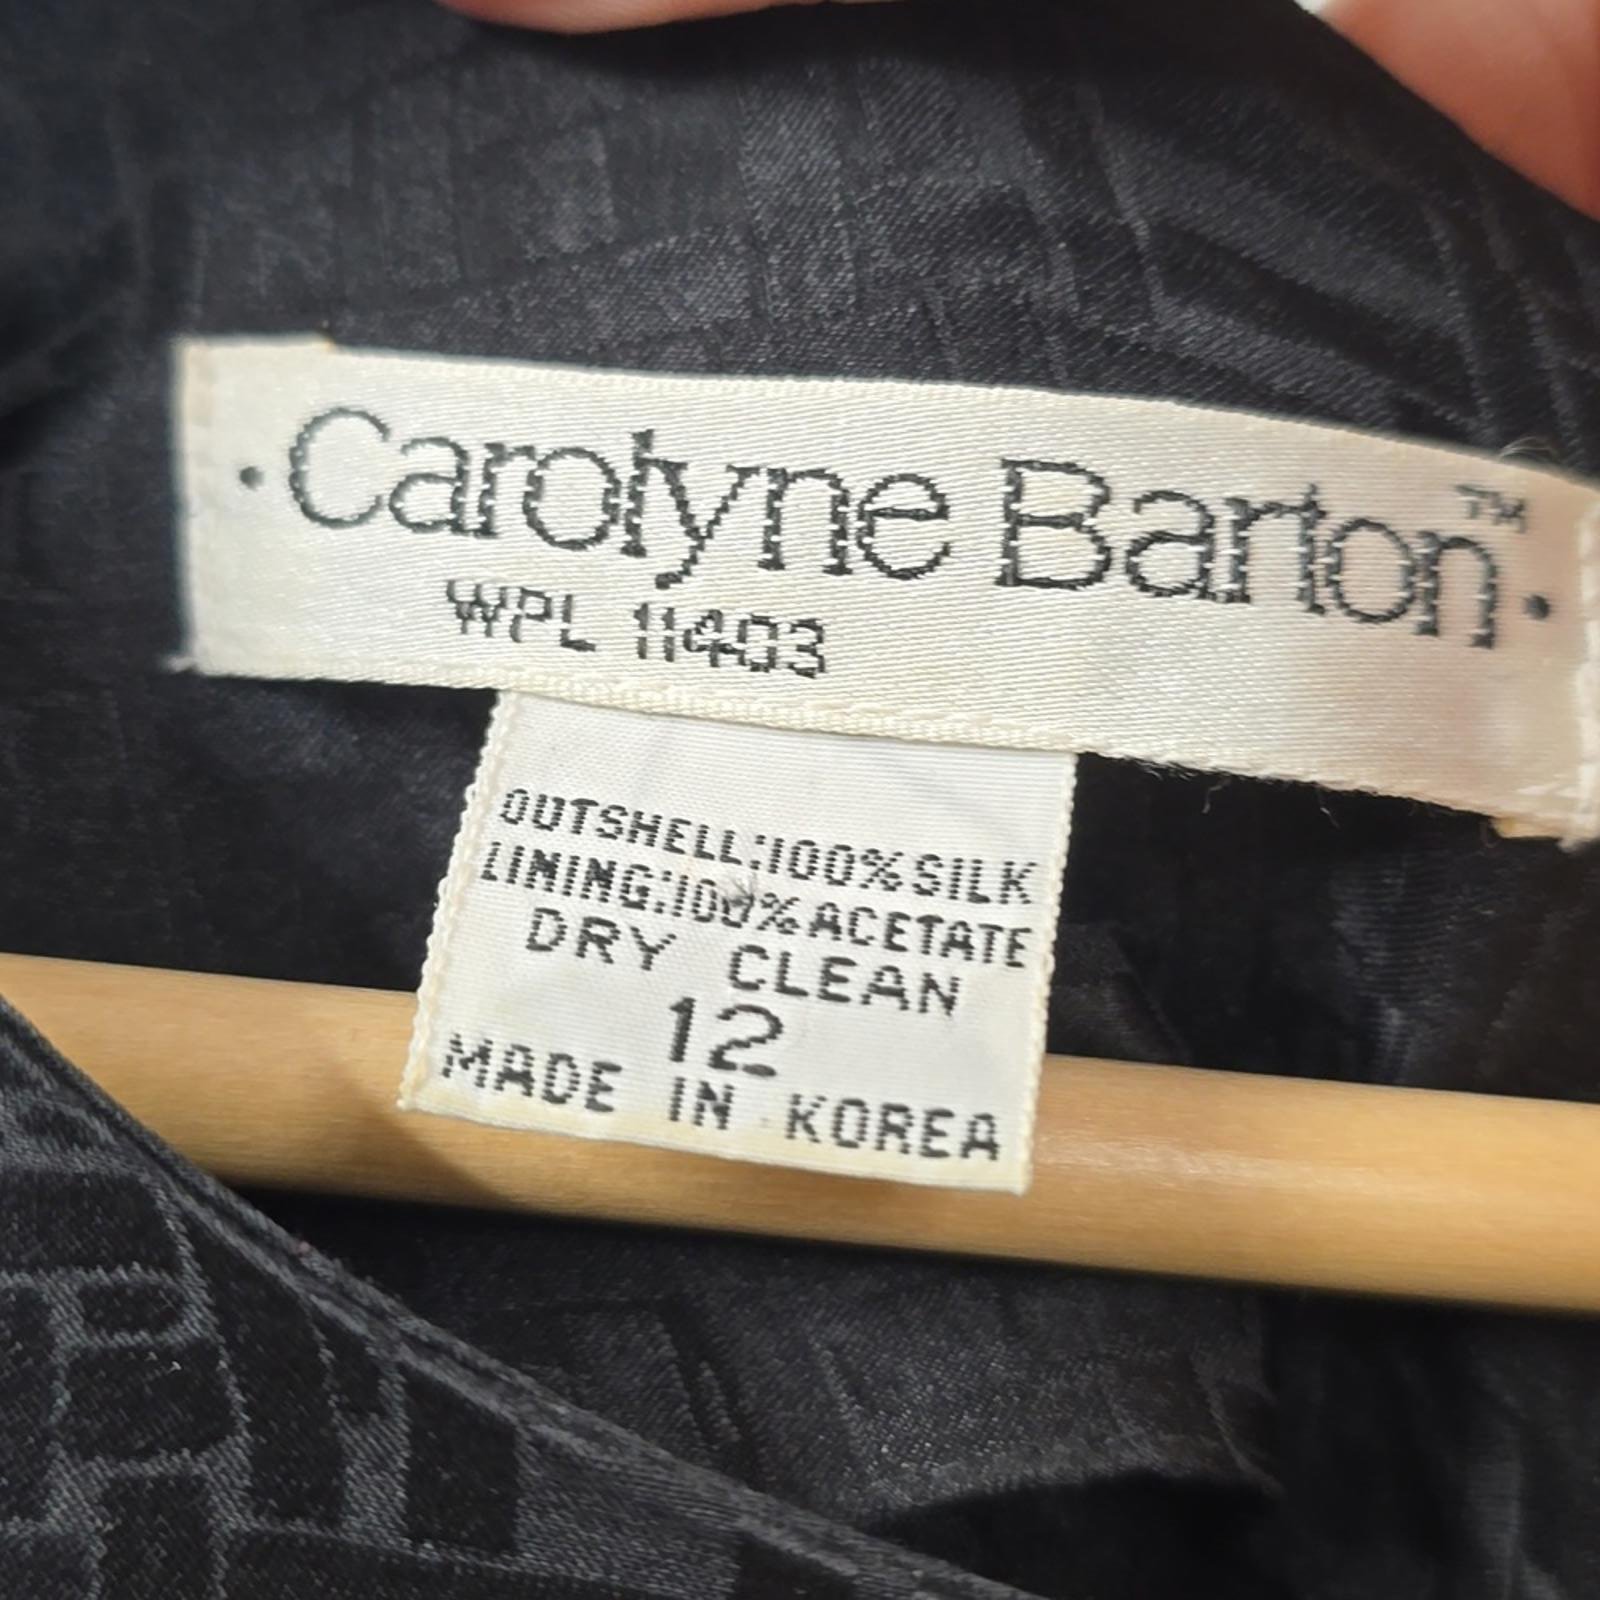 • Carolyne Barton™ •
WPL 11403
OUTSHELL:100% SILK
LINING:100% ACETATE
DRY CLEAN
12
MADE IN KOREA